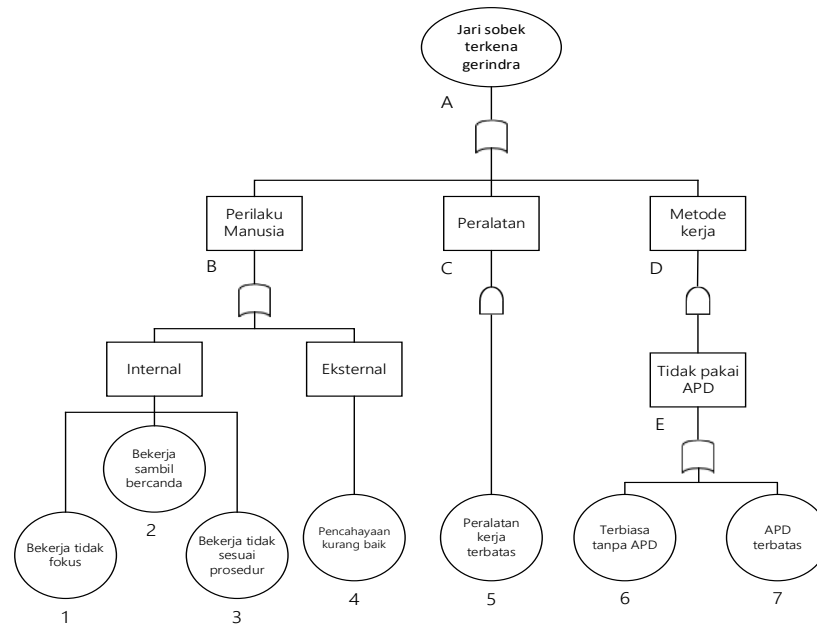 Jari sobek
terkena
gerindra
A
Perilaku
Manusia
Peralatan
Metode
kerja
B
C
D
Internal
Eksternal
Tidak pakai
APD
E
Bekerja
sambil
bercanda
2
Bekerja tidak
fokus
Bekerja tidak
sesuai
prosedur
Pencahayaan
kurang baik
Peralatan
kerja
terbatas
Terbiasa
tanpa APD
APD
terbatas
1
3
4
5
6
7